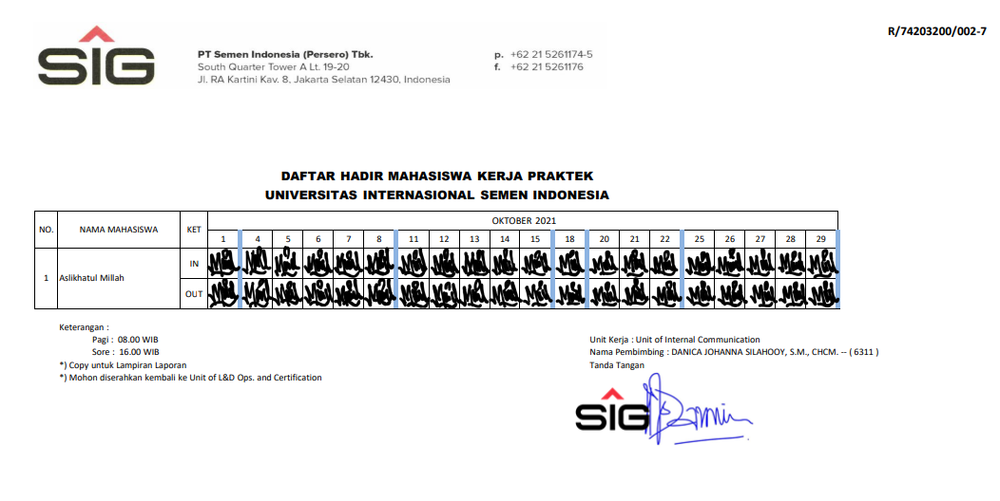 R/74203200/002-7
SIG
PT Semen Indonesia (Persero) Tbk.
South Quarter Tower A Lt. 19-20
Jl. RA Kartini Kav. 8, Jakarta Selatan 12430, Indonesia
p. +62 21 5261174-5
f. +62 21 5261176
DAFTAR HADIR MAHASISWA KERJA PRAKTEK
UNIVERSITAS INTERNASIONAL SEMEN INDONESIA
NO. NAMA MAHASISWA KET OKTOBER 2021
1 4 5 6 7 8 11 12 13 14 15 18 20 21 22 25 26 27 28 29
1 Aslikhatul Millah IN
OUT
Keterangan :
Pagi : 08.00 WIB
Sore : 16.00 WIB
*) Copy untuk Lampiran Laporan
*) Mohon diserahkan kembali ke Unit of L&D Ops. and Certification
Unit Kerja : Unit of Internal Communication
Nama Pembimbing : DANICA JOHANNA SILAHOOY, S.M., CHCM. -- ( 6311 )
Tanda Tangan
SIG